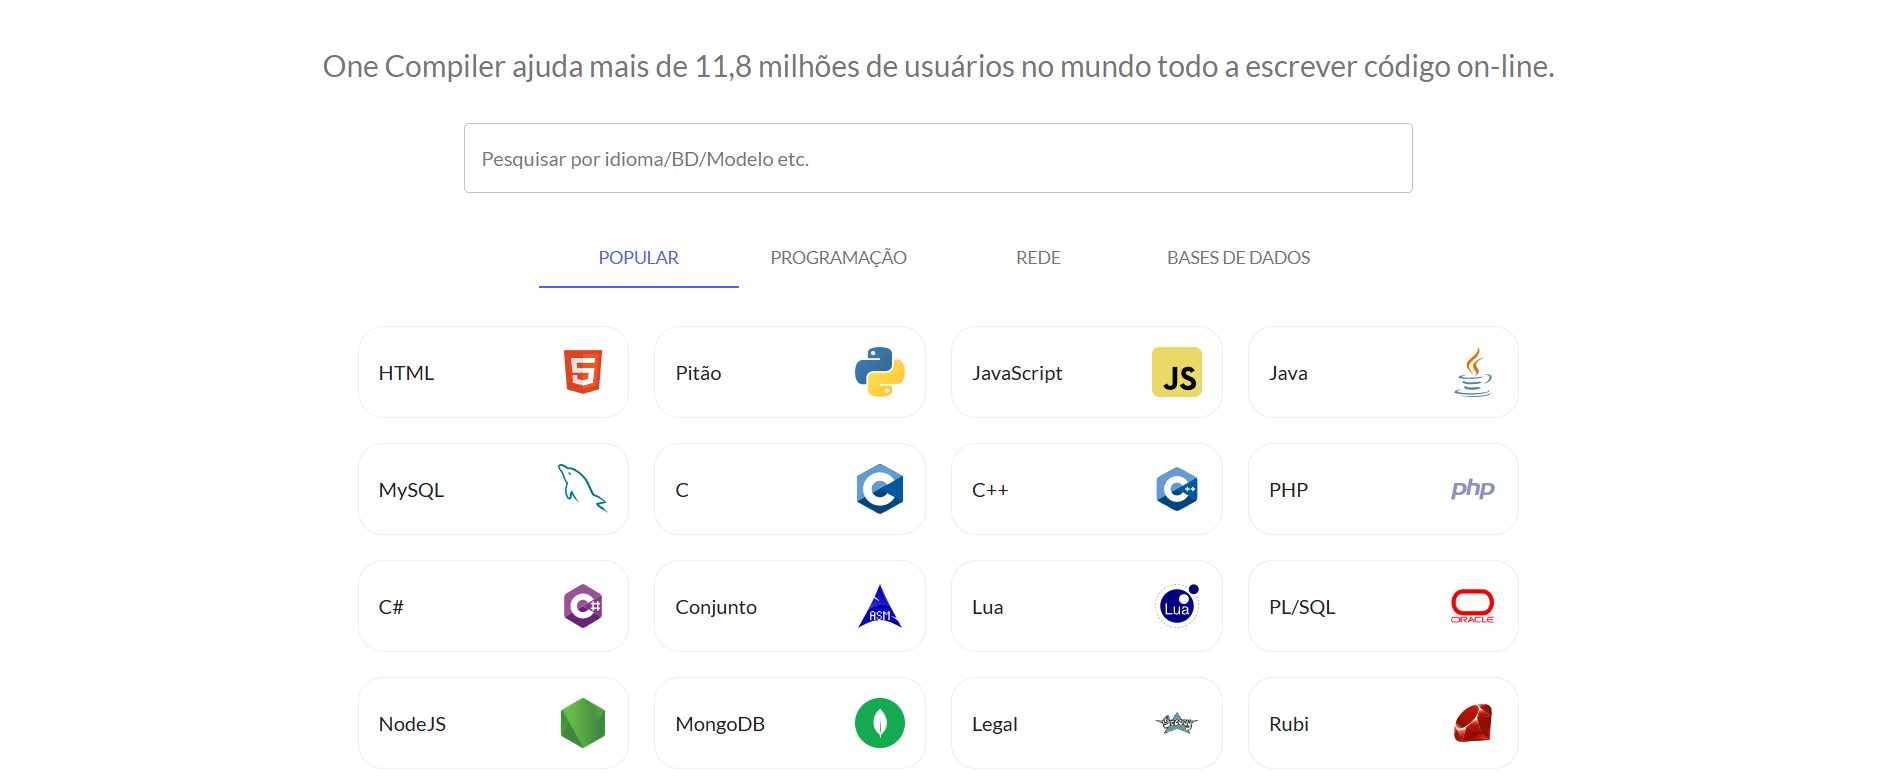 One Compiler ajuda mais de 11,8 milhões de usuários no mundo todo a escrever código on-line.
Pesquisar por idioma/BD/Modelo etc.
POPULAR PROGRAMAÇÃO REDE BASES DE DADOS
HTML 5 Pitão JavaScript JS Java
MySQL C C C++ C++ PHP php
C# C# Conjunto ASM Lua Lua PL/SQL ORACLE
NodeJS MongoDB Legal Groovy Rubi